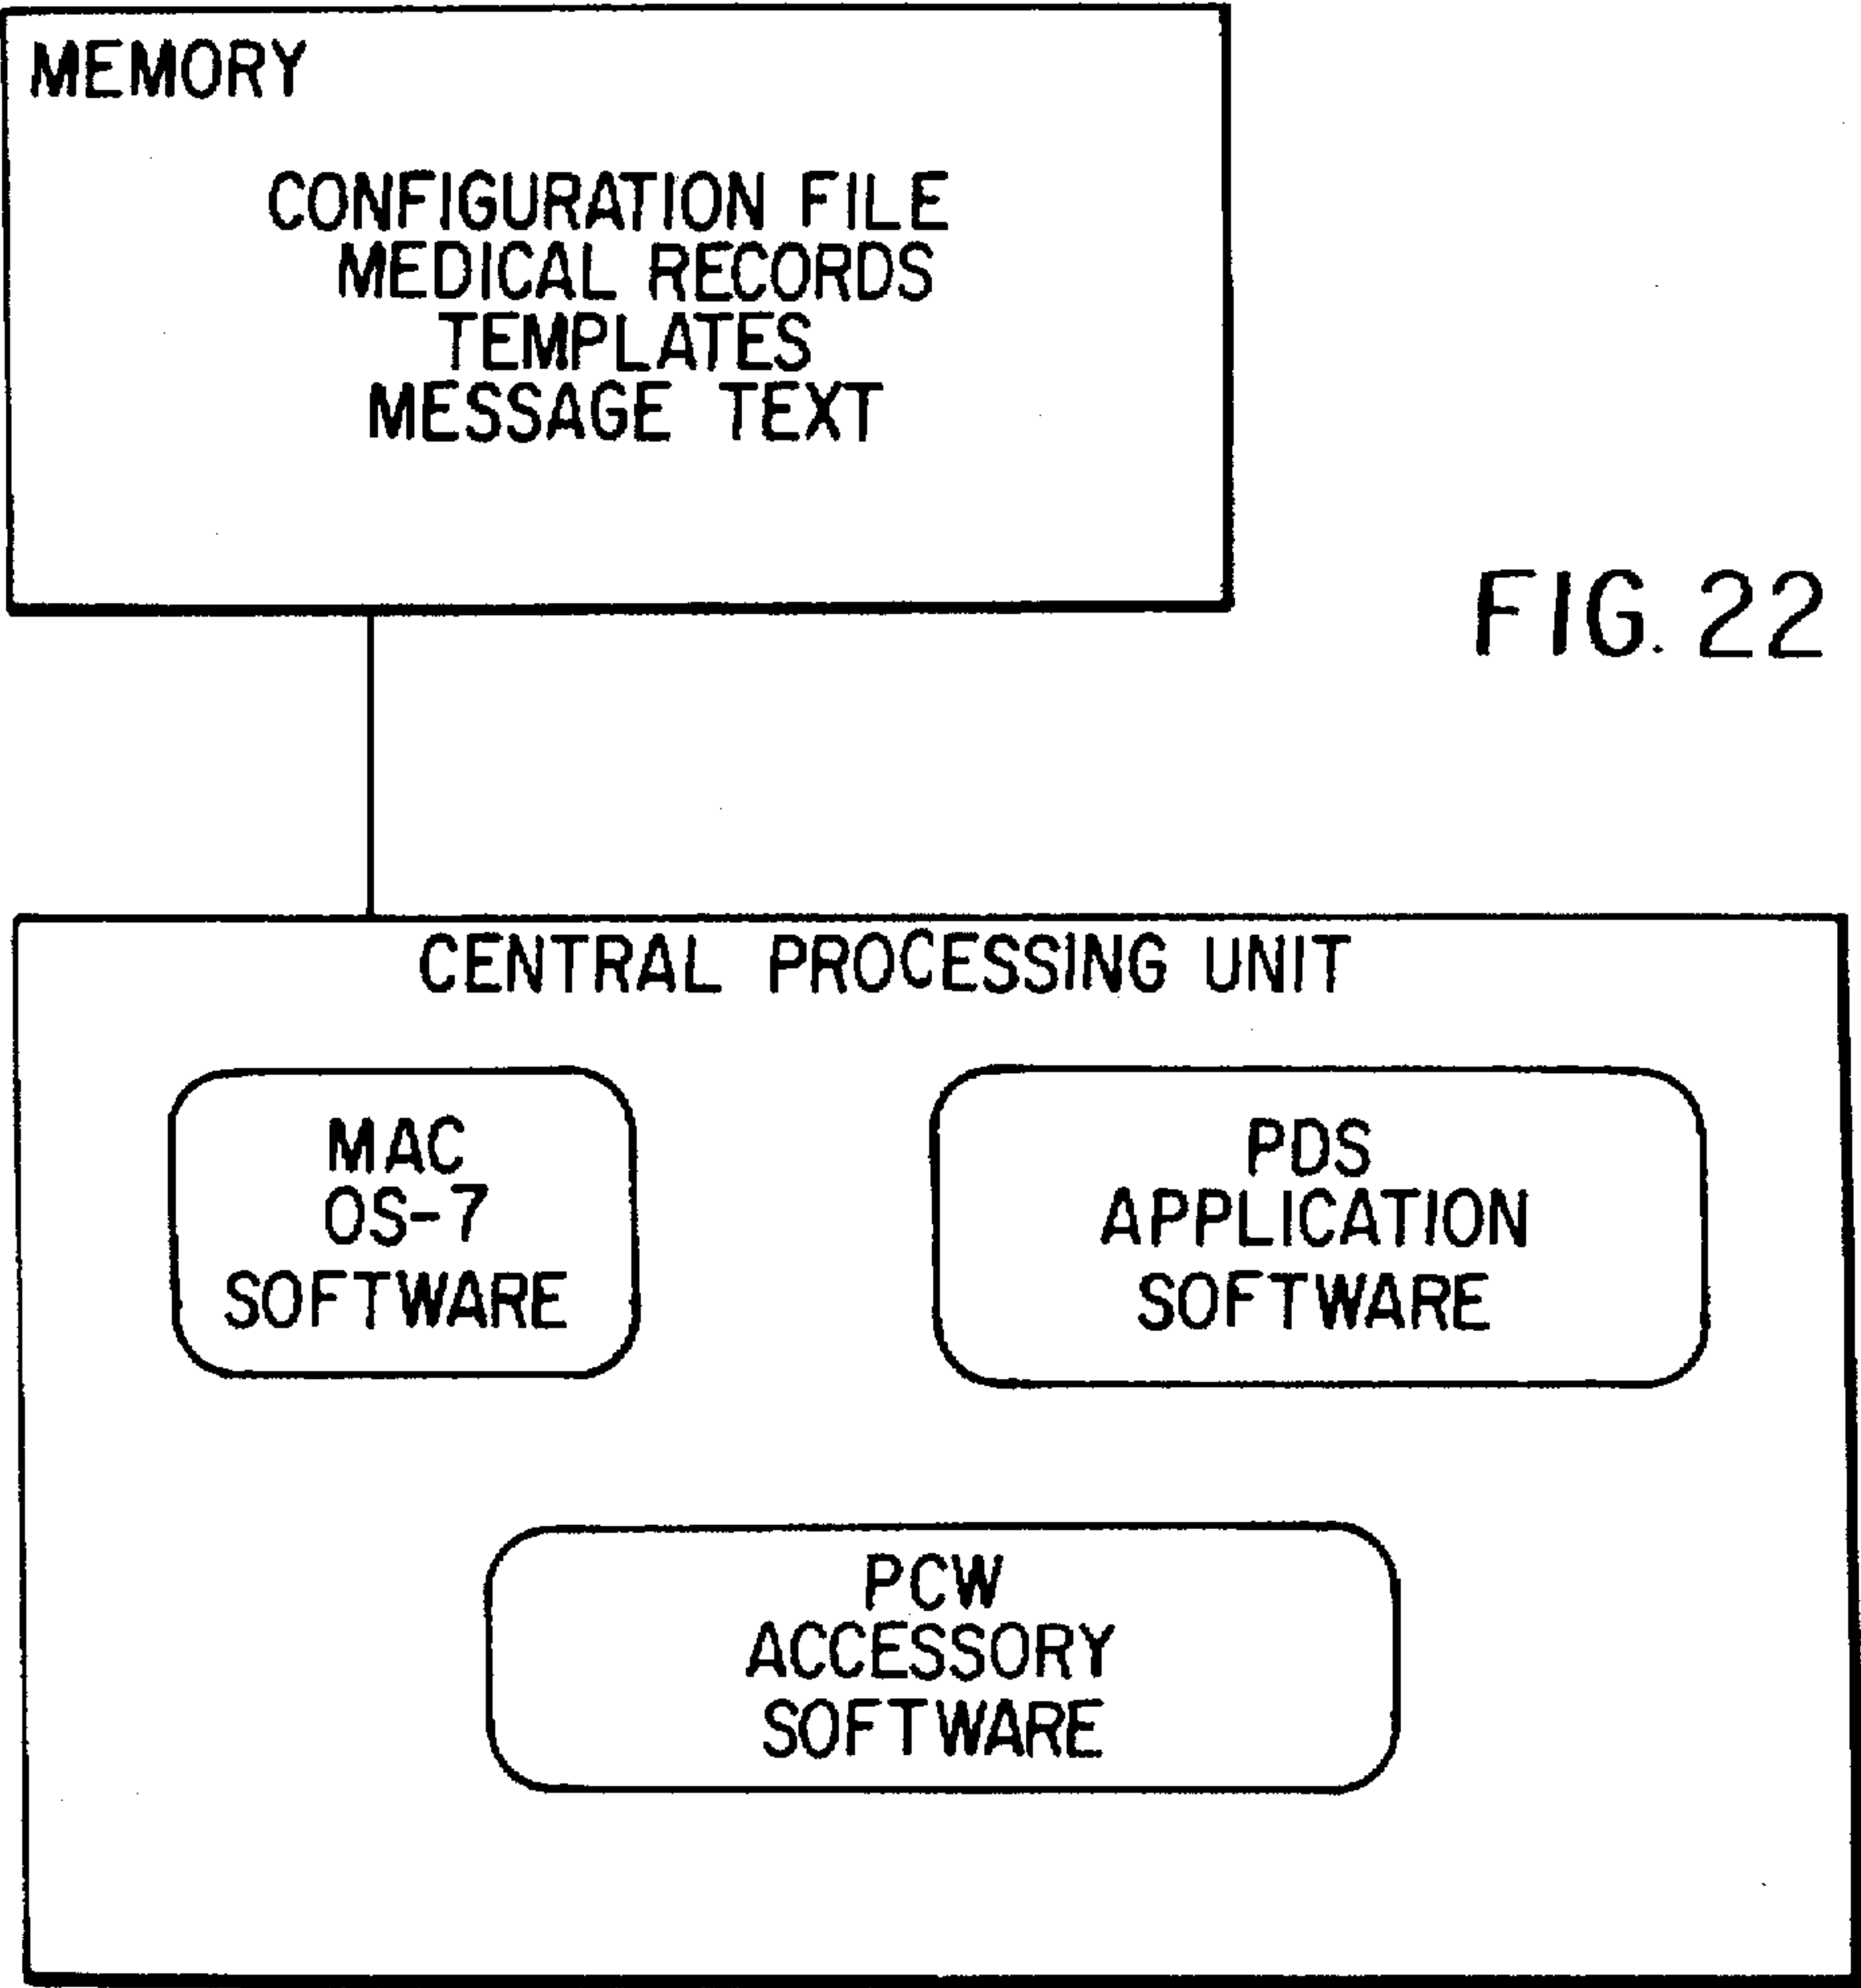 MEMORY
CONFIGURATION FILE
MEDICAL RECORDS
TEMPLATES
MESSAGE TEXT
FIG. 22
CENTRAL PROCESSING UNIT
MAC
OS-7
SOFTWARE
PDS
APPLICATION
SOFTWARE
PCW
ACCESSORY
SOFTWARE